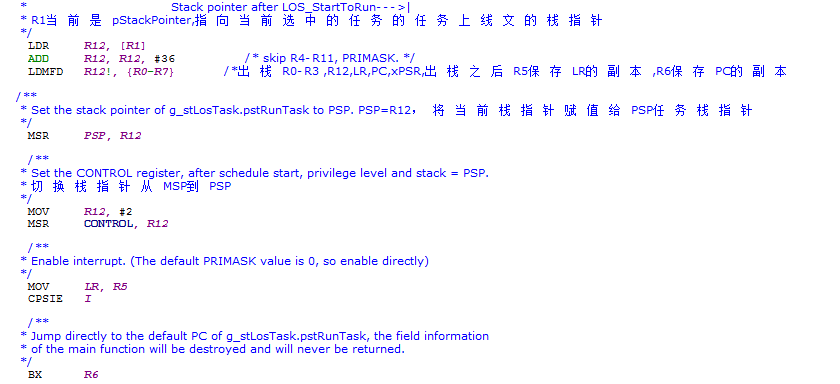 * Stack pointer after LOS_StartToRun--->|
* R1当前是 pStackPointer,指向当前选中的任务的任务上线文的栈指针
*/
LDR R12, [R1]
ADD R12, R12, #36 /* skip R4-R11, PRIMASK. */
LDMFD R12!, {R0-R7} /*出栈 R0-R3 ,R12,LR,PC,xPSR,出栈之后 R5保存 LR的副本 ,R6保存 PC的副本
/**
* Set the stack pointer of g_stLosTask.pstRunTask to PSP. PSP=R12， 将当前栈指针赋值给 PSP任务栈指针
*/
MSR PSP, R12
/**
* Set the CONTROL register, after schedule start, privilege level and stack = PSP.
* 切换栈指针从 MSP到 PSP
*/
MOV R12, #2
MSR CONTROL, R12
/**
* Enable interrupt. (The default PRIMASK value is 0, so enable directly)
*/
MOV LR, R5
CPSIE I
/**
* Jump directly to the default PC of g_stLosTask.pstRunTask, the field information
* of the main function will be destroyed and will never be returned.
*/
BX R6